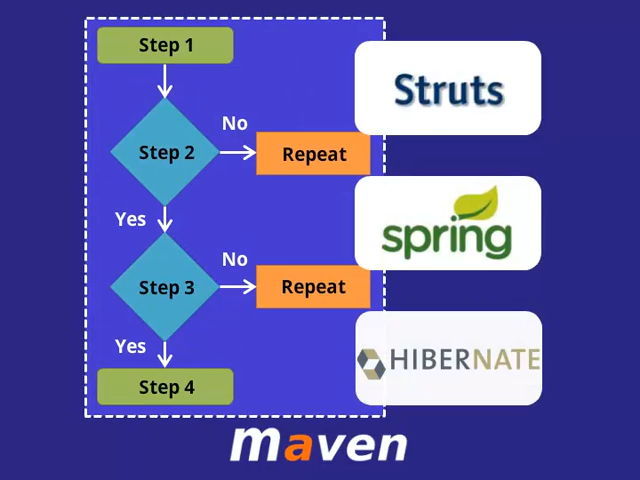 Step 1
Struts
No
Step 2
Repeat
Yes
spring
No
Step 3
Repeat
Yes
HIBERNATE
Step 4
maven